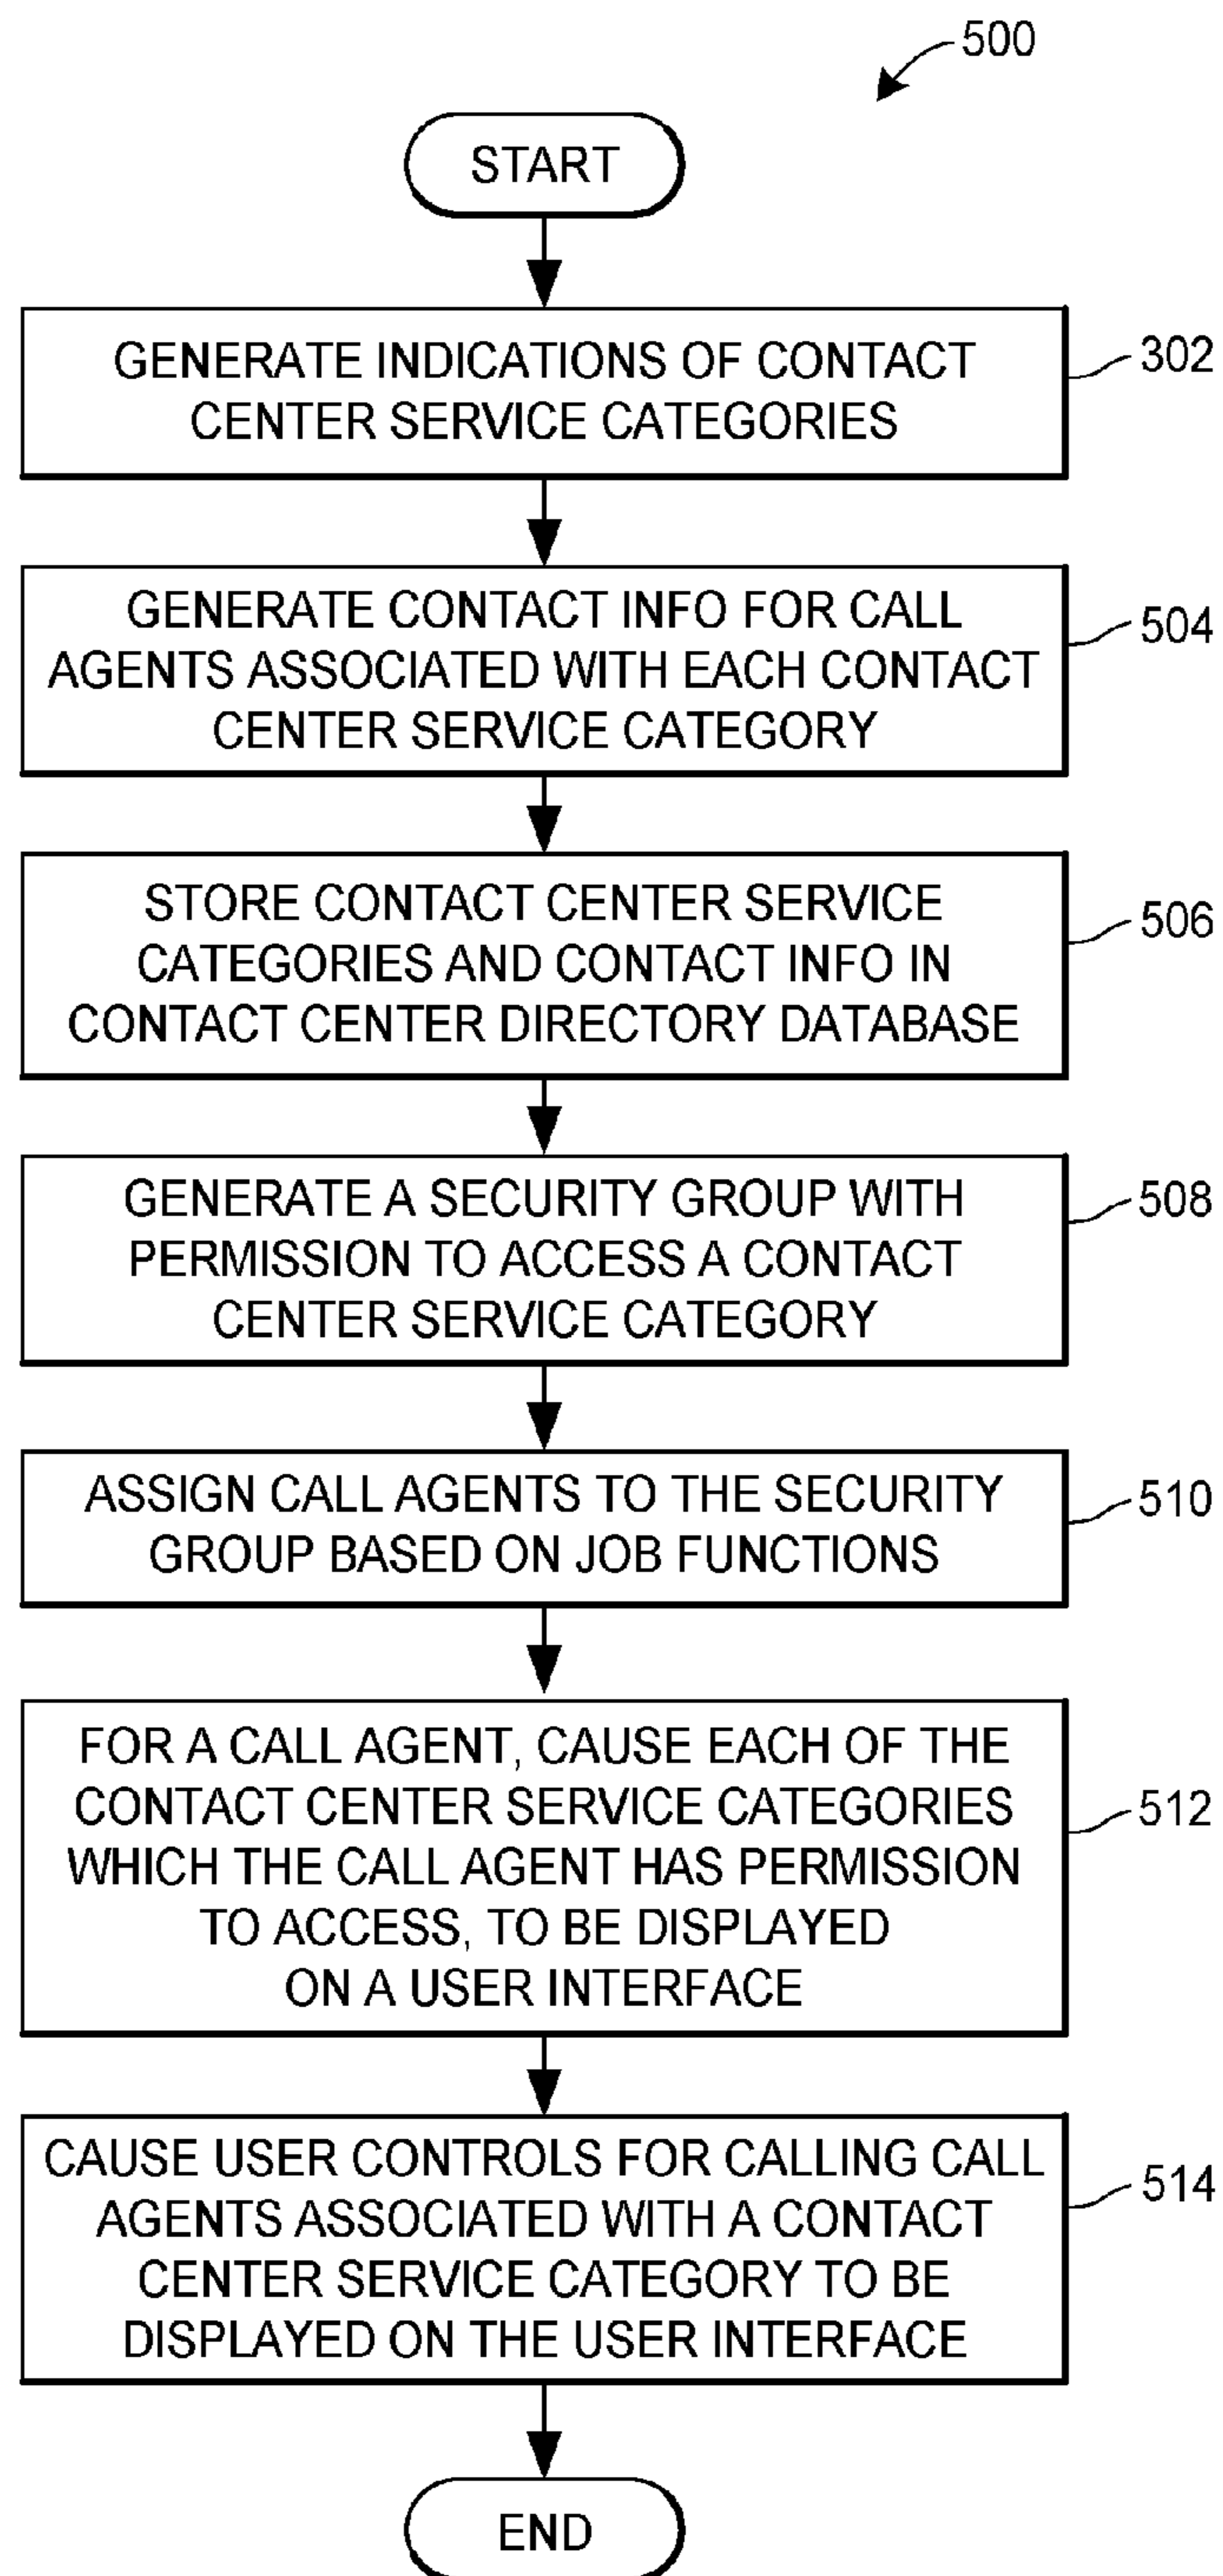 500
START
GENERATE INDICATIONS OF CONTACT
CENTER SERVICE CATEGORIES
302
GENERATE CONTACT INFO FOR CALL
AGENTS ASSOCIATED WITH EACH CONTACT
CENTER SERVICE CATEGORY
504
STORE CONTACT CENTER SERVICE
CATEGORIES AND CONTACT INFO IN
CONTACT CENTER DIRECTORY DATABASE
506
GENERATE A SECURITY GROUP WITH
PERMISSION TO ACCESS A CONTACT
CENTER SERVICE CATEGORY
508
ASSIGN CALL AGENTS TO THE SECURITY
GROUP BASED ON JOB FUNCTIONS
510
FOR A CALL AGENT, CAUSE EACH OF THE
CONTACT CENTER SERVICE CATEGORIES
WHICH THE CALL AGENT HAS PERMISSION
TO ACCESS, TO BE DISPLAYED
ON A USER INTERFACE
512
CAUSE USER CONTROLS FOR CALLING CALL
AGENTS ASSOCIATED WITH A CONTACT
CENTER SERVICE CATEGORY TO BE
DISPLAYED ON THE USER INTERFACE
514
END